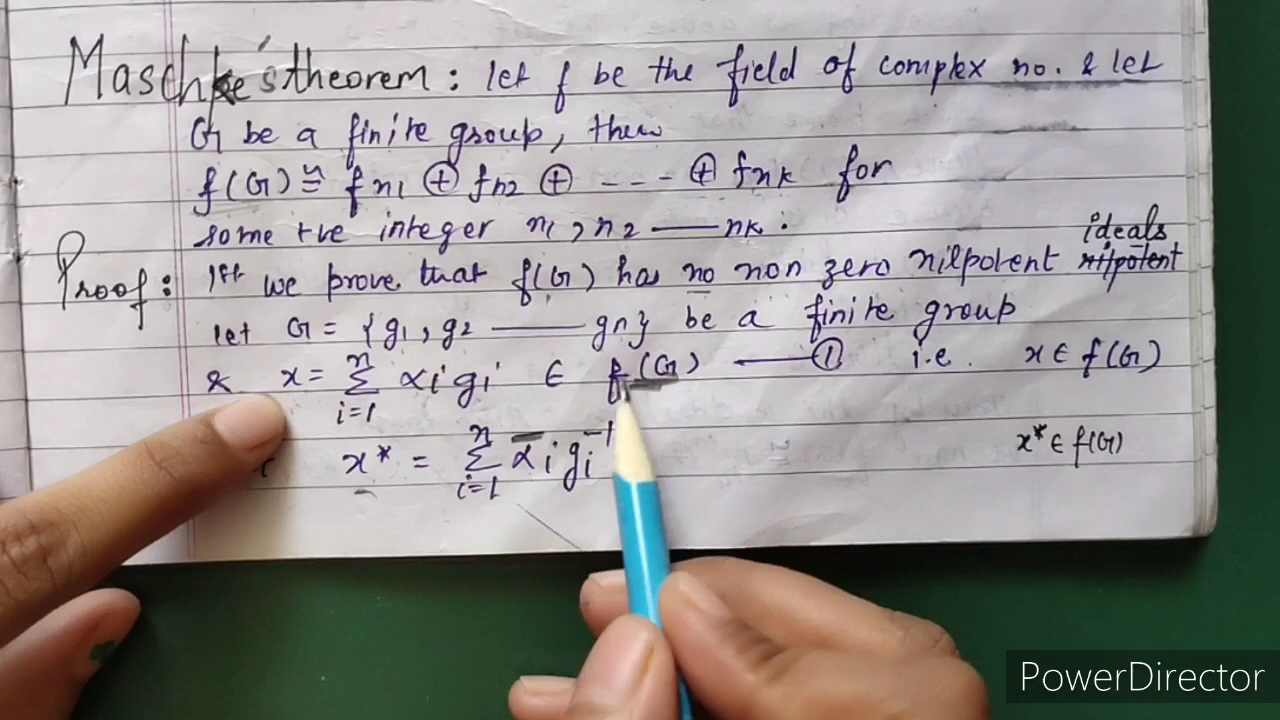 Maschke's theorem : let f be the field of complex no. & let
G be a finite group, then
f(G) ≅ fn1 ⊕ fn2 ⊕ --- ⊕ fnk for
some +ve integer n1, n2 — nk.
ideals
Proof : 1st we prove that f(G) has no non zero nilpotent nilpotent
let G = {g1, g2 — gn} be a finite group
& x = n∑i=1 αi gi ∈ f(G) — ① i.e. x ∈ f(G)
x* = n∑i=1 ᾱi gi⁻¹ x* ∈ f(G)
PowerDirector